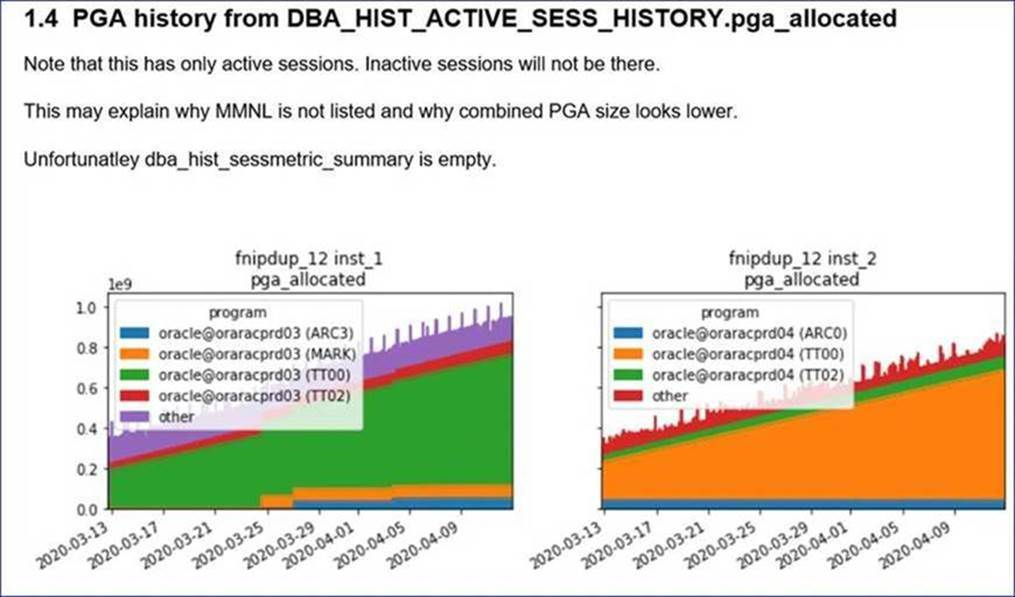 1.4 PGA history from DBA_HIST_ACTIVE_SESS_HISTORY.pga_allocated
Note that this has only active sessions. Inactive sessions will not be there.
This may explain why MMNL is not listed and why combined PGA size looks lower.
Unfortunatley dba_hist_sessmetric_summary is empty.
fnipdup_12 inst_1
pga_allocated
1e9
program
oracle@oraracprd03 (ARC3)
oracle@oraracprd03 (MARK)
oracle@oraracprd03 (TT00)
oracle@oraracprd03 (TT02)
other
1.0
0.8
0.6
0.4
0.2
0.0
2020-03-13
2020-03-17
2020-03-21
2020-03-25
2020-03-29
2020-04-01
2020-04-05
2020-04-09
fnipdup_12 inst_2
pga_allocated
program
oracle@oraracprd04 (ARC0)
oracle@oraracprd04 (TT00)
oracle@oraracprd04 (TT02)
other
2020-03-13
2020-03-17
2020-03-21
2020-03-25
2020-03-29
2020-04-01
2020-04-05
2020-04-09